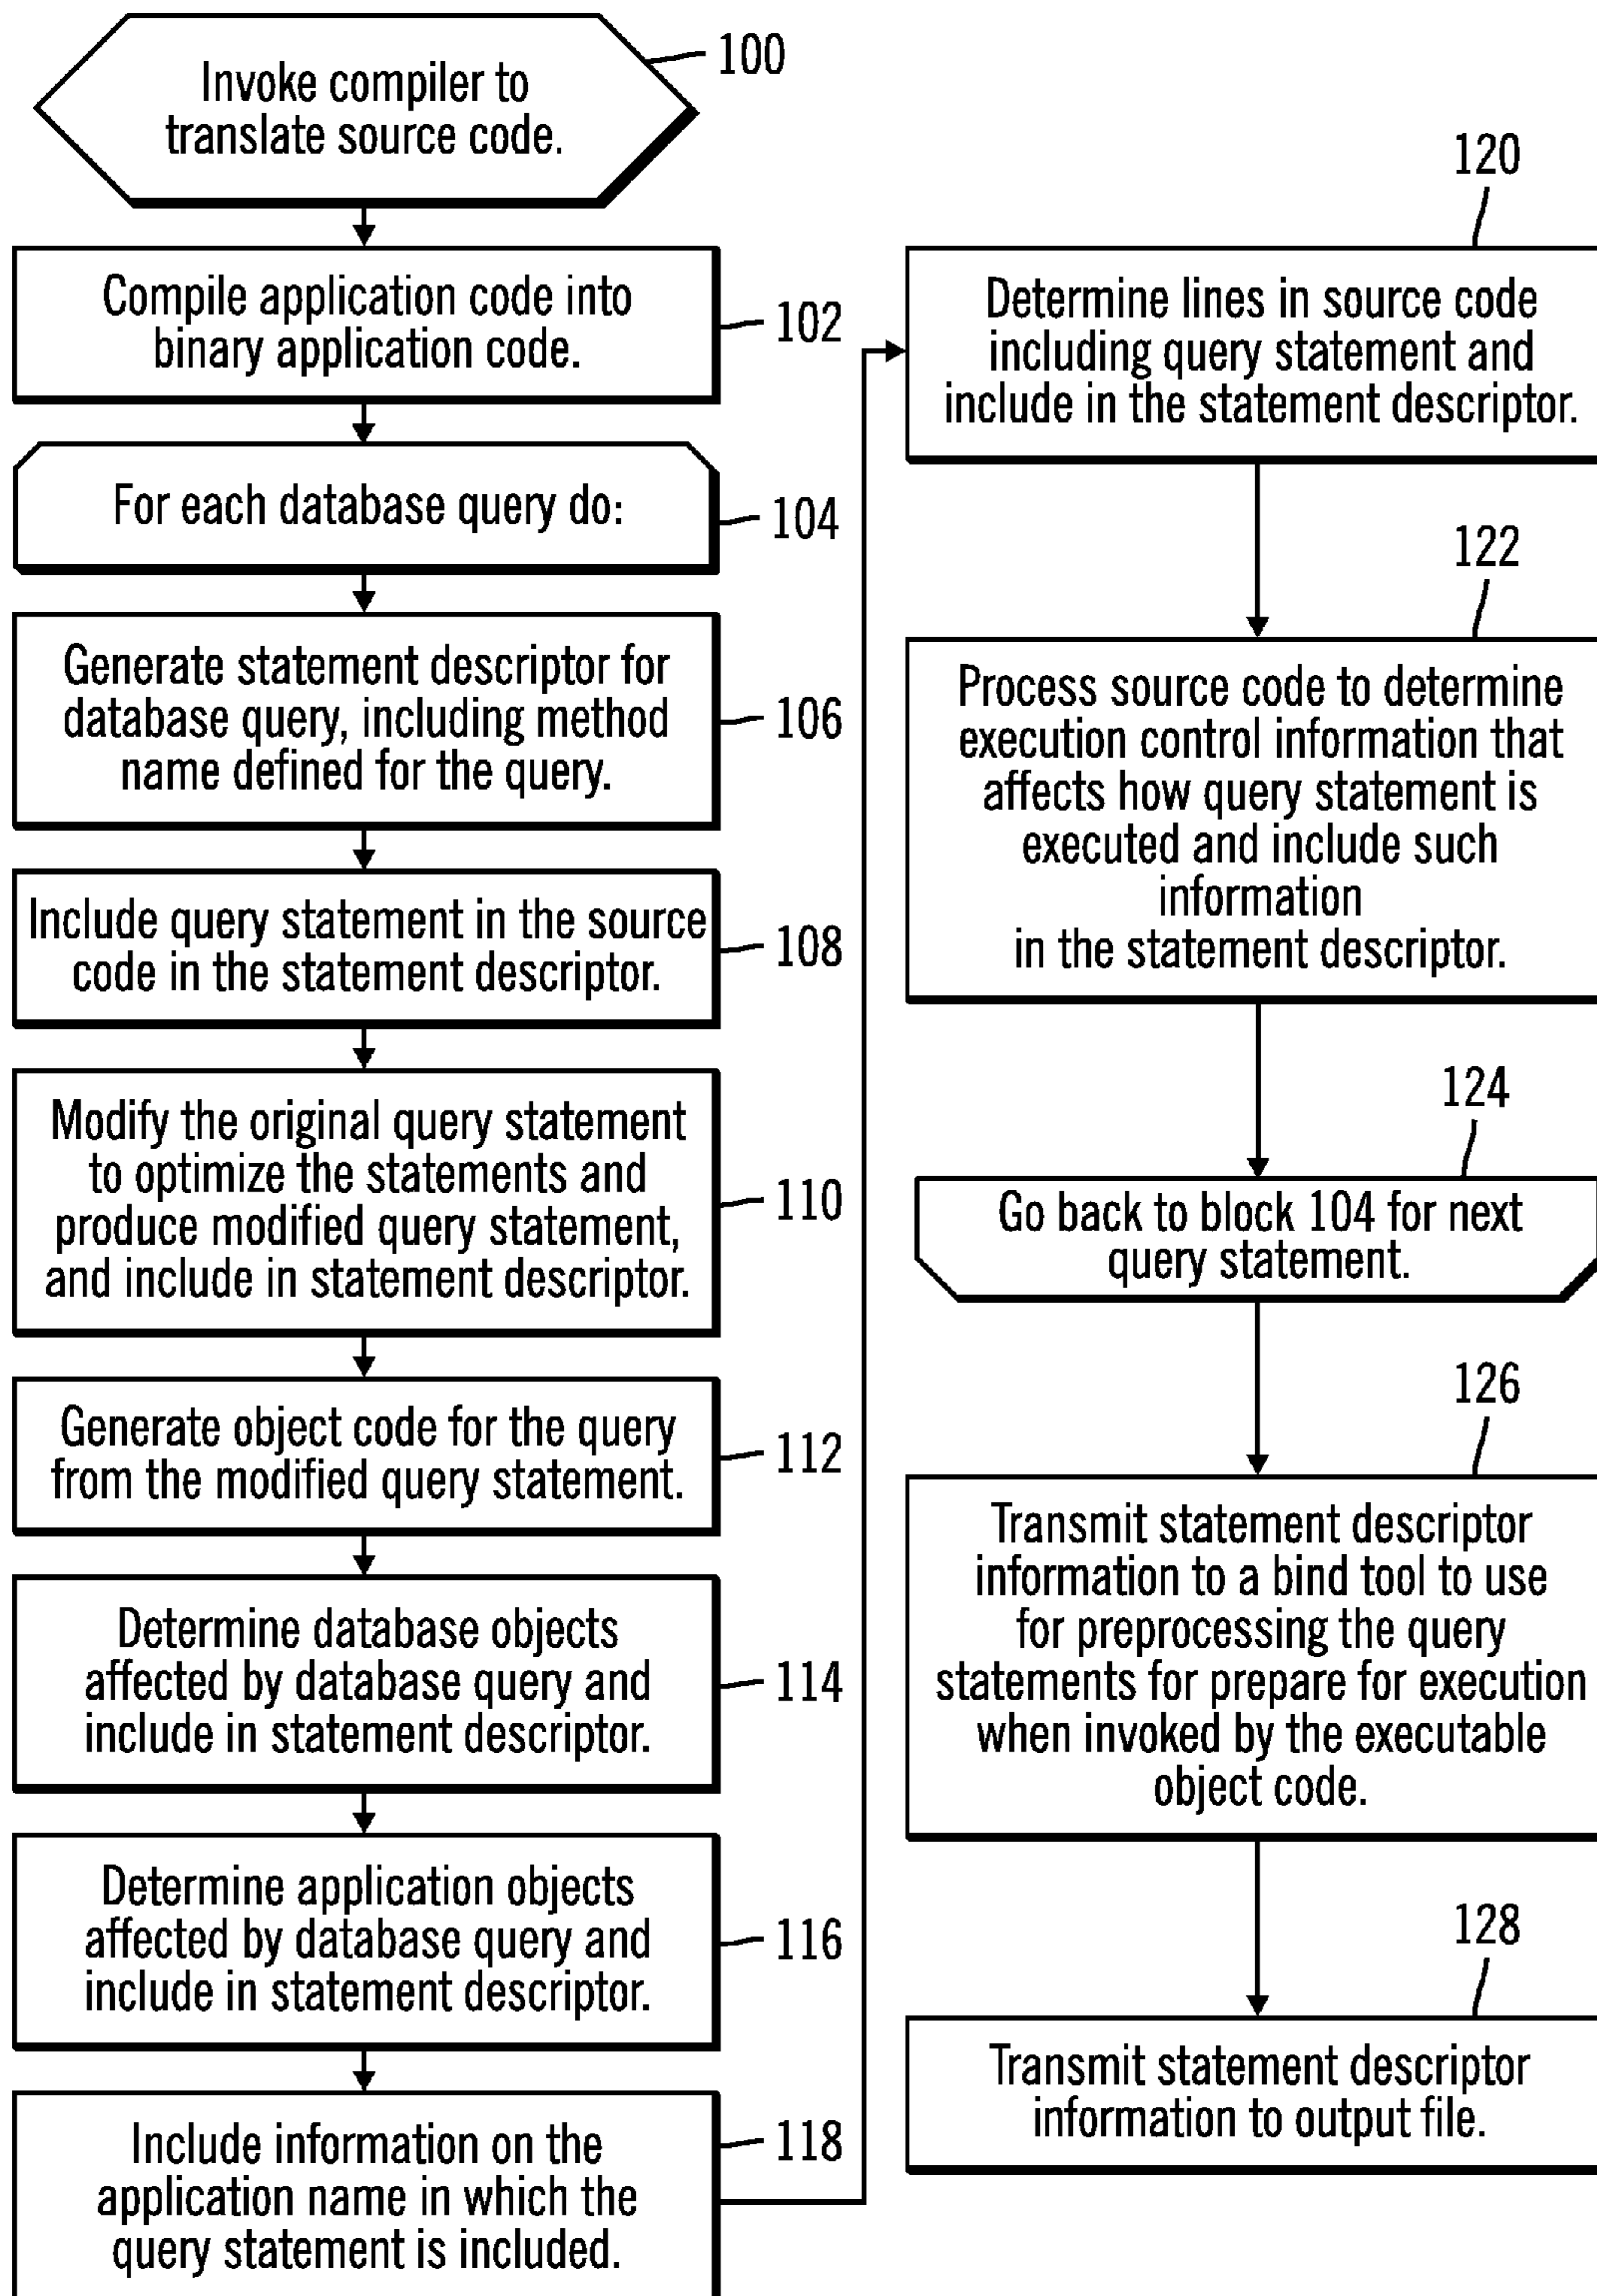 Invoke compiler to
translate source code.
100
Compile application code into
binary application code.
102
For each database query do:
104
Generate statement descriptor for
database query, including method
name defined for the query.
106
Include query statement in the source
code in the statement descriptor.
108
Modify the original query statement
to optimize the statements and
produce modified query statement,
and include in statement descriptor.
110
Generate object code for the query
from the modified query statement.
112
Determine database objects
affected by database query and
include in statement descriptor.
114
Determine application objects
affected by database query and
include in statement descriptor.
116
Include information on the
application name in which the
query statement is included.
118
120
Determine lines in source code
including query statement and
include in the statement descriptor.
122
Process source code to determine
execution control information that
affects how query statement is
executed and include such
information
in the statement descriptor.
124
Go back to block 104 for next
query statement.
126
Transmit statement descriptor
information to a bind tool to use
for preprocessing the query
statements for prepare for execution
when invoked by the executable
object code.
128
Transmit statement descriptor
information to output file.